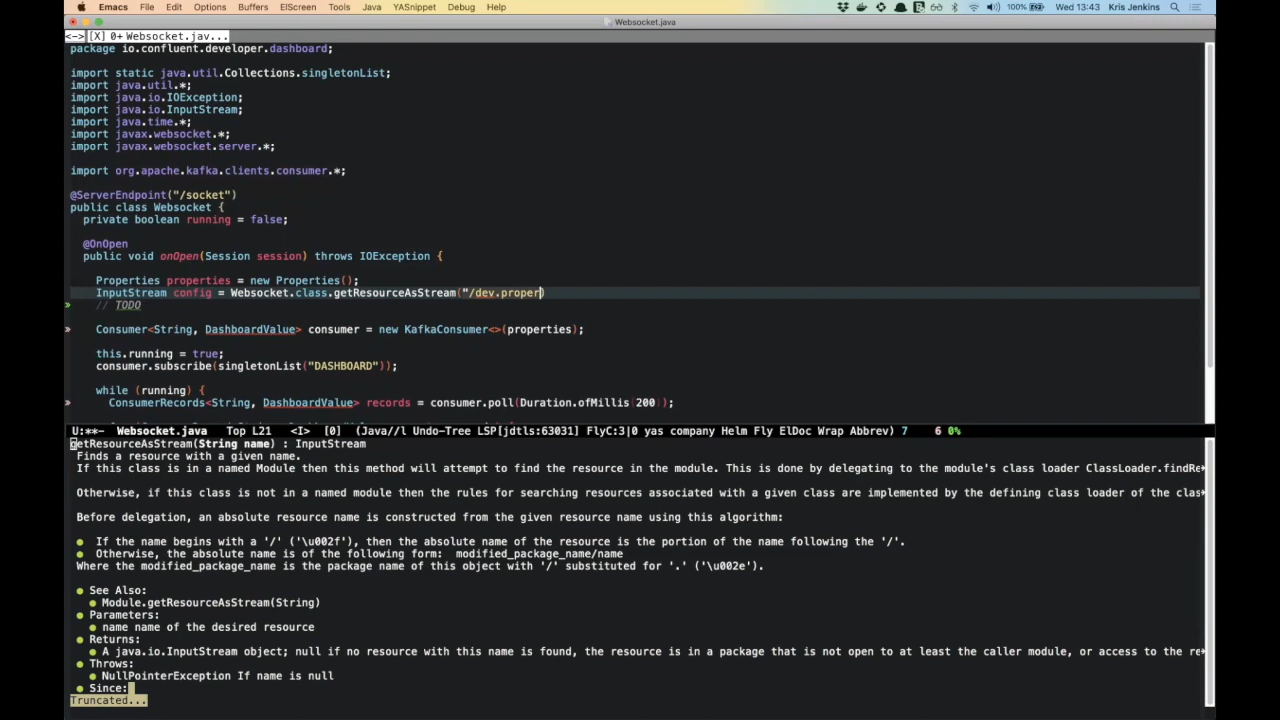 Emacs File Edit Options Buffers ElScreen Tools Java YASnippet Debug Help 100% Wed 13:43 Kris Jenkins
Websocket.java
<-> [X] 0+ Websocket.jav...
package io.confluent.developer.dashboard;
import static java.util.Collections.singletonList;
import java.util.*;
import java.io.IOException;
import java.io.InputStream;
import java.time.*;
import javax.websocket.*;
import javax.websocket.server.*;
import org.apache.kafka.clients.consumer.*;
@ServerEndpoint("/socket")
public class Websocket {
private boolean running = false;
@OnOpen
public void onOpen(Session session) throws IOException {
Properties properties = new Properties();
InputStream config = Websocket.class.getResourceAsStream("/dev.proper)
» // TODO
» Consumer<String, DashboardValue> consumer = new KafkaConsumer<>(properties);
this.running = true;
consumer.subscribe(singletonList("DASHBOARD"));
while (running) {
» ConsumerRecords<String, DashboardValue> records = consumer.poll(Duration.ofMillis(200));
U:**- Websocket.java Top L21 <I> [0] (Java//l Undo-Tree LSP[jdtls:63031] FlyC:3|0 yas company Helm Fly ElDoc Wrap Abbrev) 7 6 0%
getResourceAsStream(String name) : InputStream
Finds a resource with a given name.
If this class is in a named Module then this method will attempt to find the resource in the module. This is done by delegating to the module's class loader ClassLoader.findRe
Otherwise, if this class is not in a named module then the rules for searching resources associated with a given class are implemented by the defining class loader of the clas
Before delegation, an absolute resource name is constructed from the given resource name using this algorithm:
● If the name begins with a '/' ('\u002f'), then the absolute name of the resource is the portion of the name following the '/'.
● Otherwise, the absolute name is of the following form: modified_package_name/name
Where the modified_package_name is the package name of this object with '/' substituted for '.' ('\u002e').
● See Also:
● Module.getResourceAsStream(String)
● Parameters:
● name name of the desired resource
● Returns:
● A java.io.InputStream object; null if no resource with this name is found, the resource is in a package that is not open to at least the caller module, or access to the re
● Throws:
● NullPointerException If name is null
● Since:
Truncated...